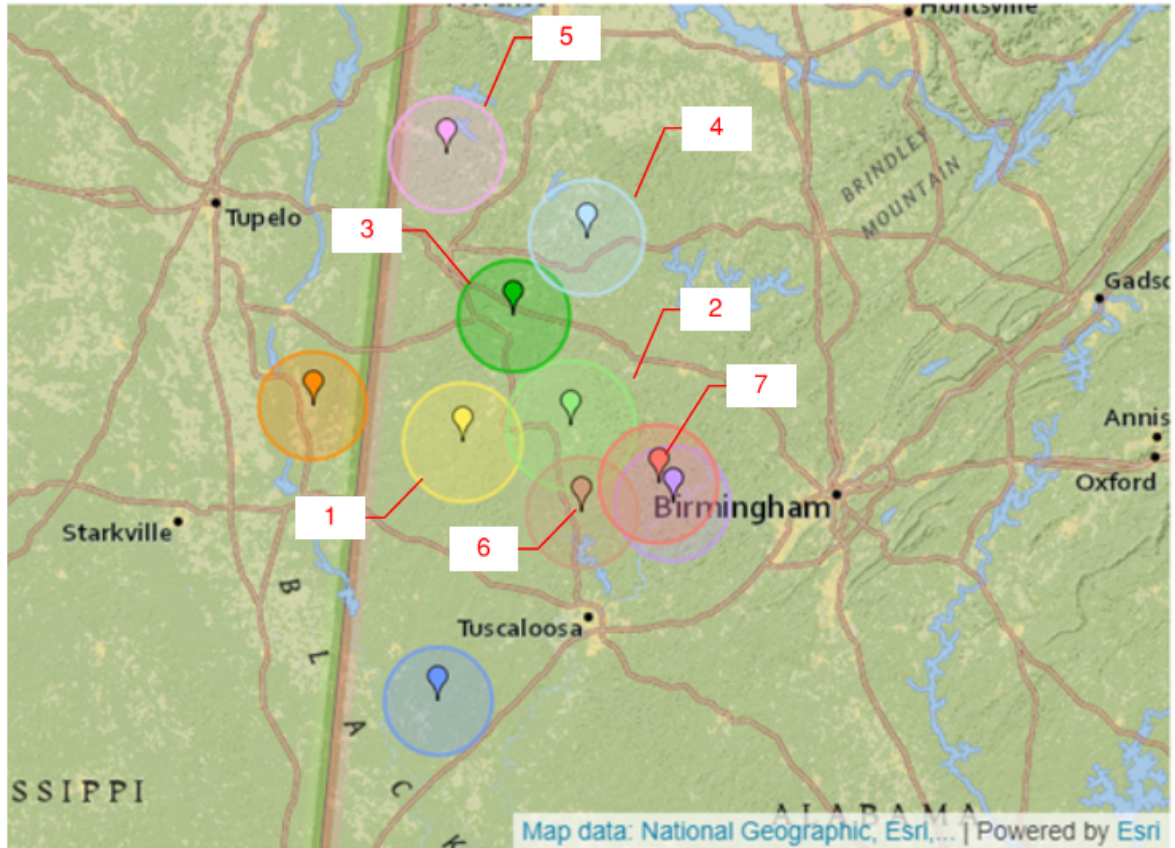 Huntsville
5
4
BRINDLEY
MOUNTAIN
Tupelo
3
Gadsd
2
7
Annis
Oxford
Birmingham
1
Starkville
6
B
L
A
C
K
Tuscaloosa
SSIPPI
ALABAMA
Map data: National Geographic, Esri,... | Powered by Esri